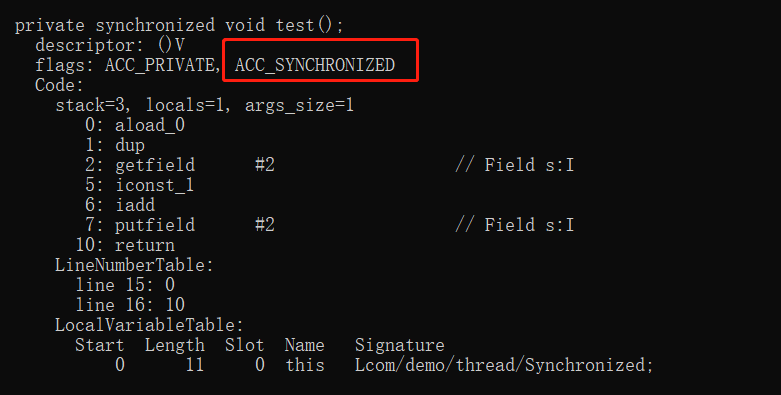 private synchronized void test();
descriptor: ()V
flags: ACC_PRIVATE, ACC_SYNCHRONIZED
Code:
stack=3, locals=1, args_size=1
0: aload_0
1: dup
2: getfield #2 // Field s:I
5: iconst_1
6: iadd
7: putfield #2 // Field s:I
10: return
LineNumberTable:
line 15: 0
line 16: 10
LocalVariableTable:
Start Length Slot Name Signature
0 11 0 this Lcom/demo/thread/Synchronized;